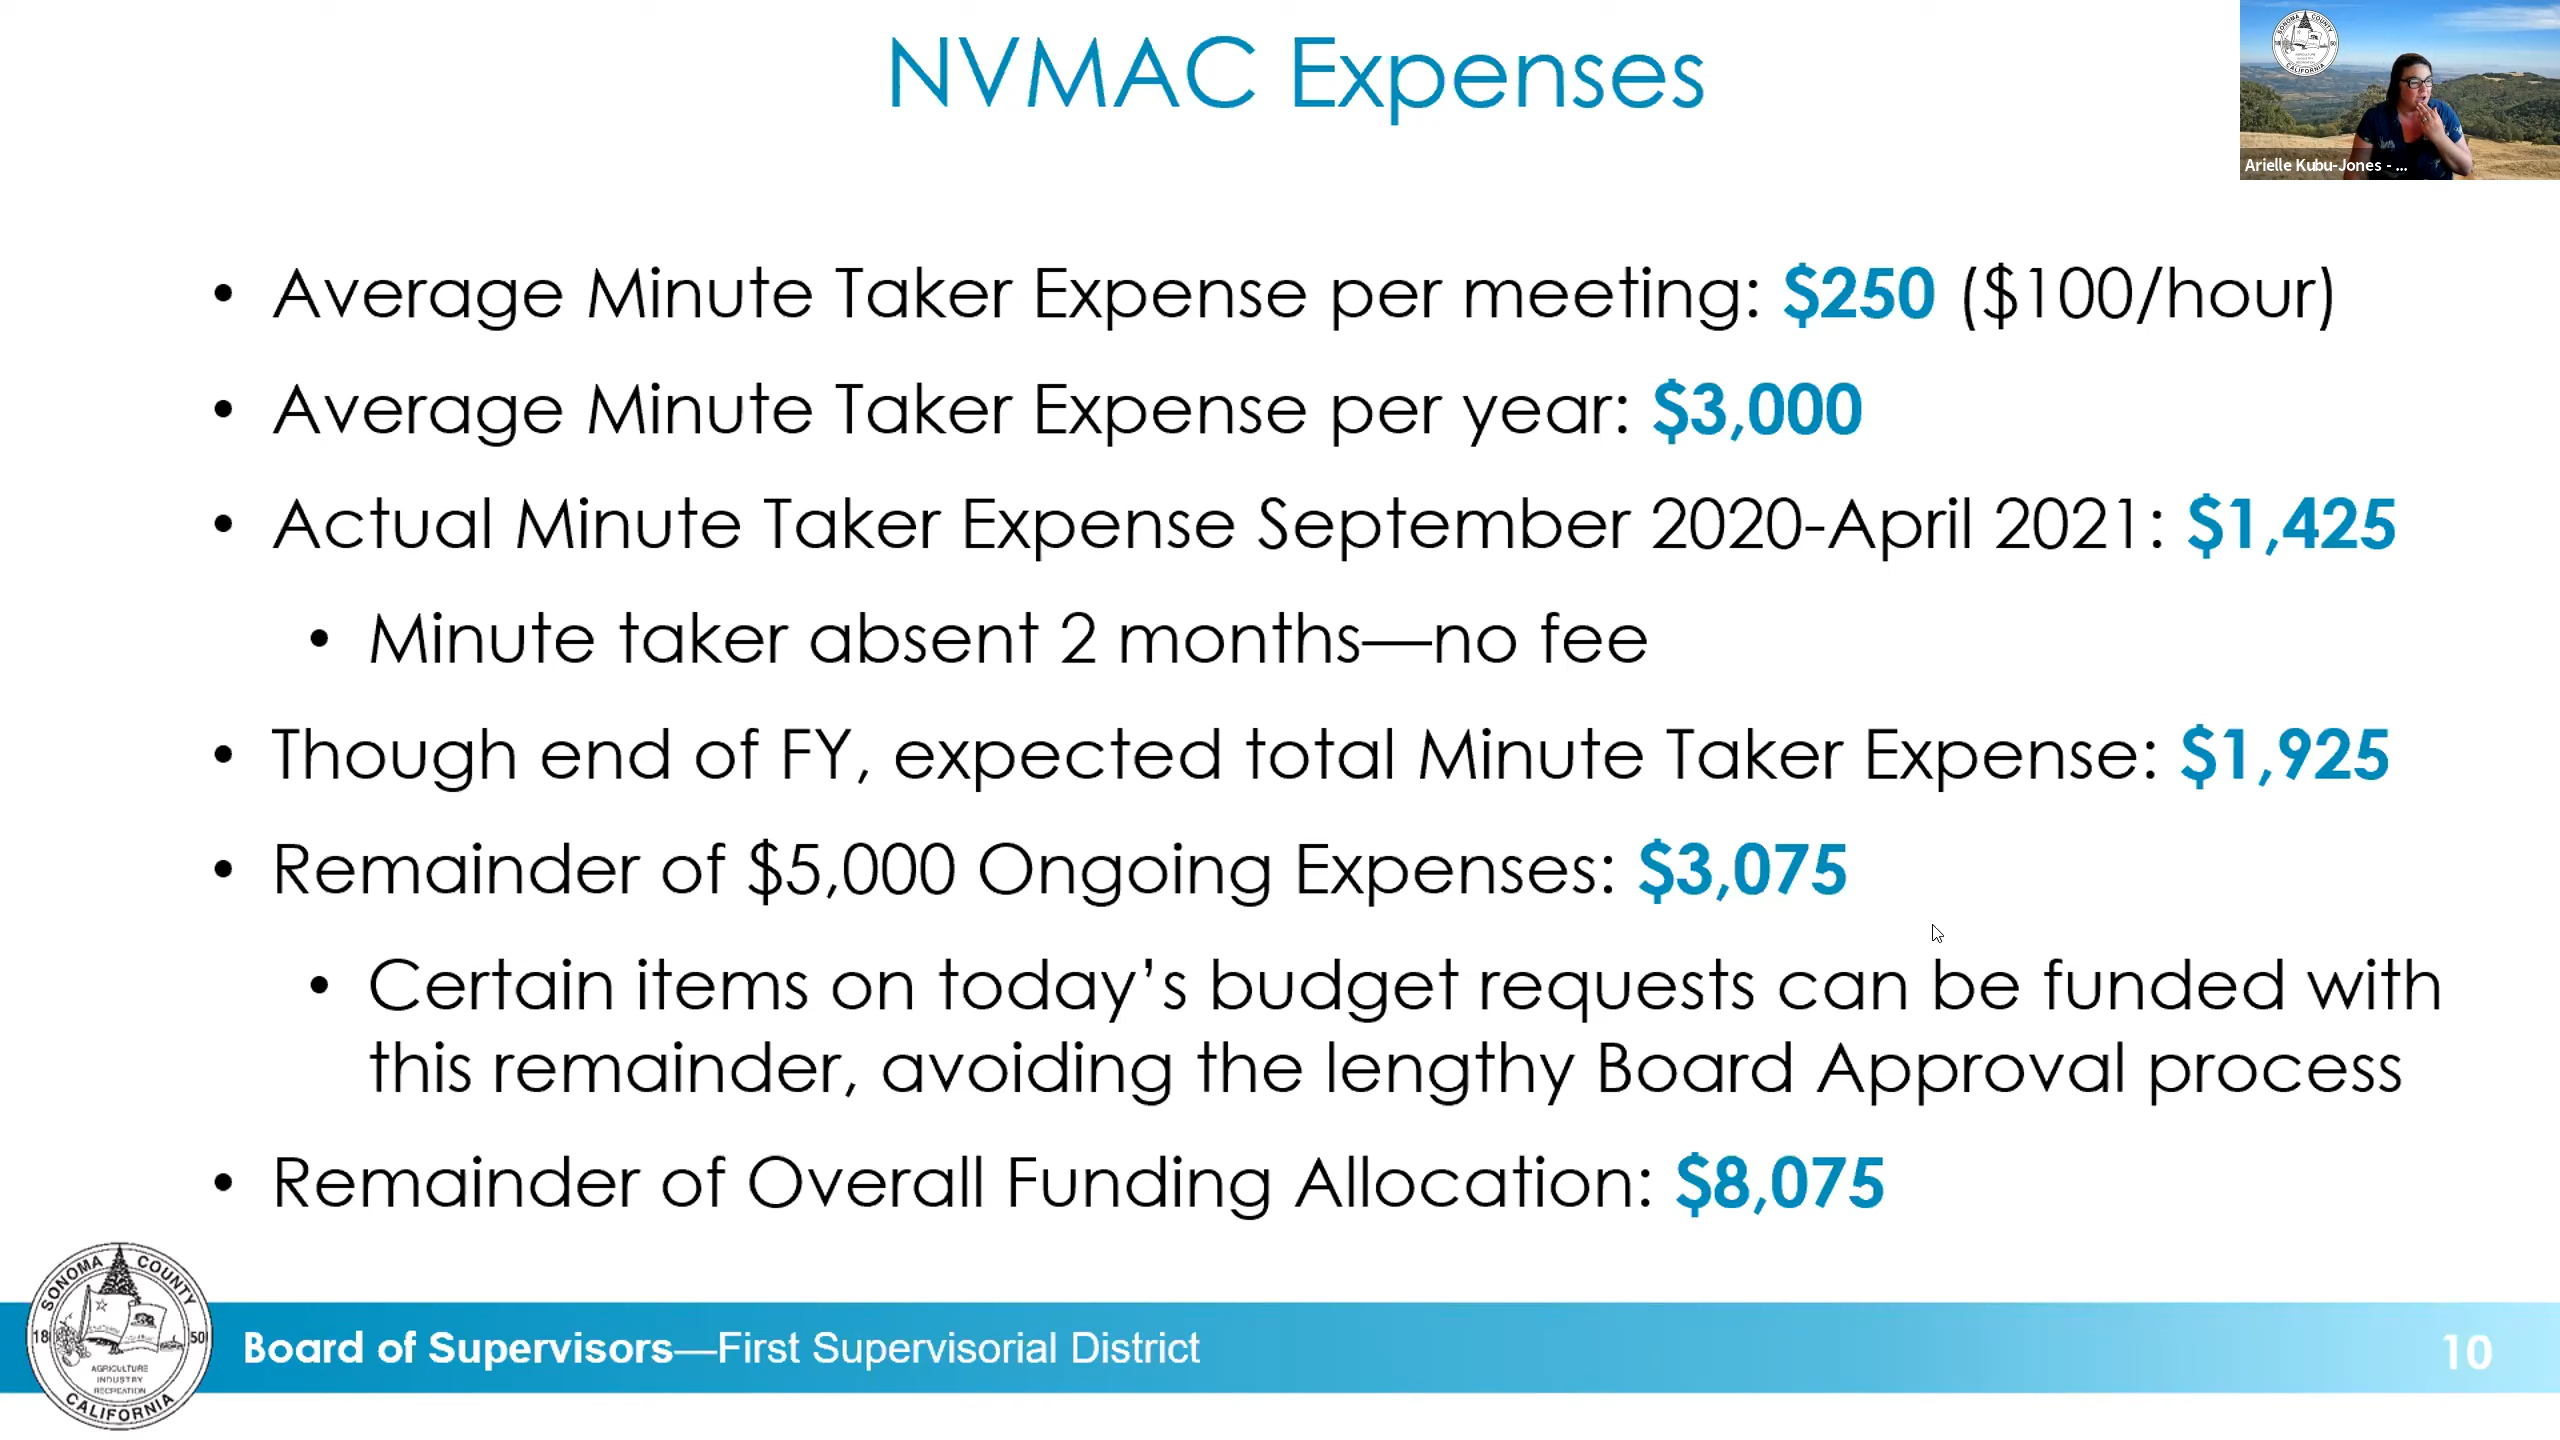 NVMAC Expenses
Arielle Kubu-Jones - ...
• Average Minute Taker Expense per meeting: $250 ($100/hour)
• Average Minute Taker Expense per year: $3,000
• Actual Minute Taker Expense September 2020-April 2021: $1,425
• Minute taker absent 2 months—no fee
• Though end of FY, expected total Minute Taker Expense: $1,925
• Remainder of $5,000 Ongoing Expenses: $3,075
• Certain items on today’s budget requests can be funded with
this remainder, avoiding the lengthy Board Approval process
• Remainder of Overall Funding Allocation: $8,075
SONOMA COUNTY
1850
AGRICULTURE
INDUSTRY
RECREATION
CALIFORNIA
Board of Supervisors—First Supervisorial District
10